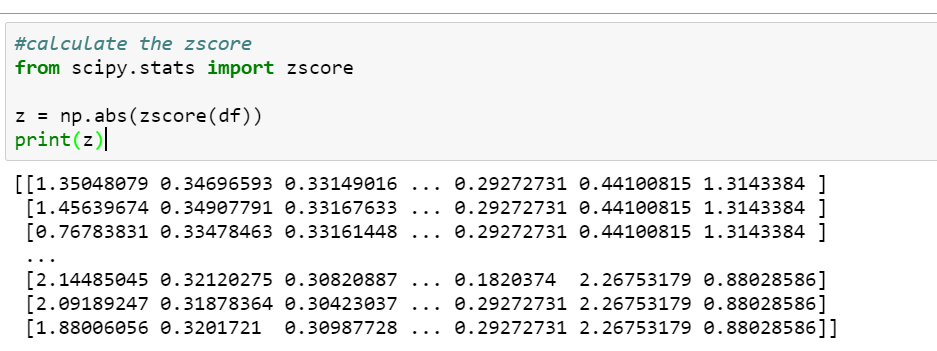 #calculate the zscore
from scipy.stats import zscore
z = np.abs(zscore(df))
print(z)
[[1.35048079 0.34696593 0.33149016 ... 0.29272731 0.44100815 1.3143384 ]
[1.45639674 0.34907791 0.33167633 ... 0.29272731 0.44100815 1.3143384 ]
[0.76783831 0.33478463 0.33161448 ... 0.29272731 0.44100815 1.3143384 ]
...
[2.14485045 0.32120275 0.30820887 ... 0.1820374  2.26753179 0.88028586]
[2.09189247 0.31878364 0.30423037 ... 0.29272731 2.26753179 0.88028586]
[1.88006056 0.3201721  0.30987728 ... 0.29272731 2.26753179 0.88028586]]